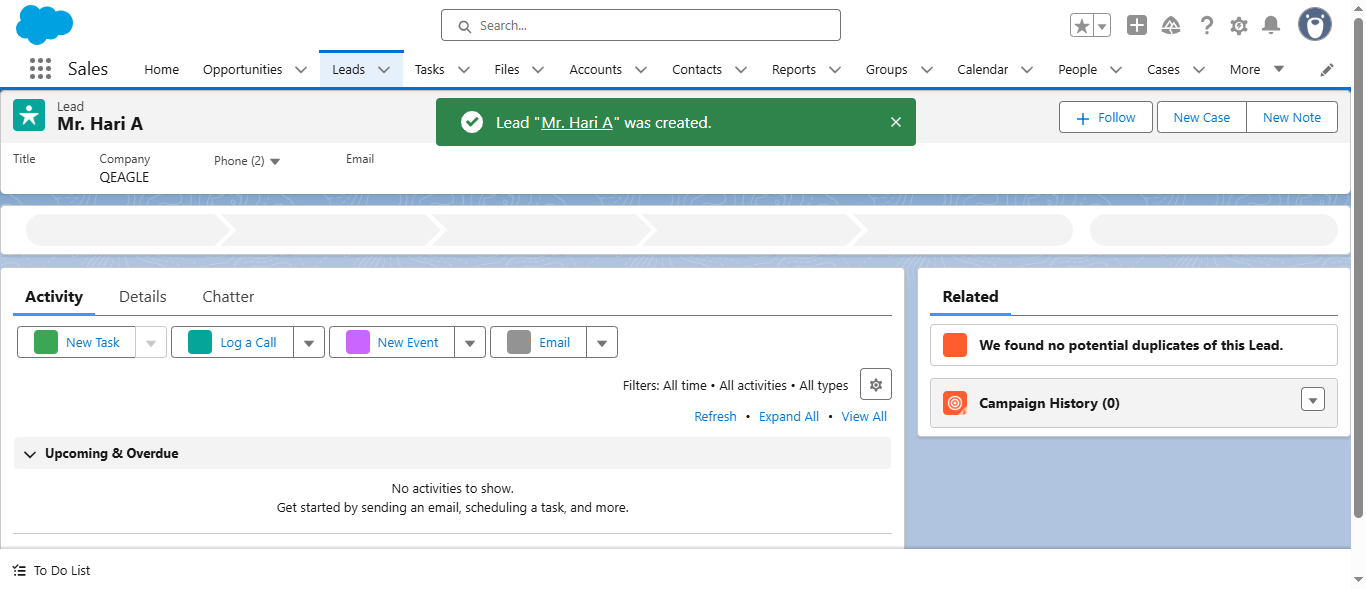 Search...
Sales
Home
Opportunities
Leads
Tasks
Files
Accounts
Contacts
Reports
Groups
Calendar
People
Cases
More
Lead
Mr. Hari A
Lead "Mr. Hari A" was created.
Follow
New Case
New Note
Title
Company
Phone (2)
Email
QEAGLE
Activity
Details
Chatter
New Task
Log a Call
New Event
Email
Filters: All time • All activities • All types
Refresh • Expand All • View All
Upcoming & Overdue
No activities to show.
Get started by sending an email, scheduling a task, and more.
Related
We found no potential duplicates of this Lead.
Campaign History (0)
To Do List